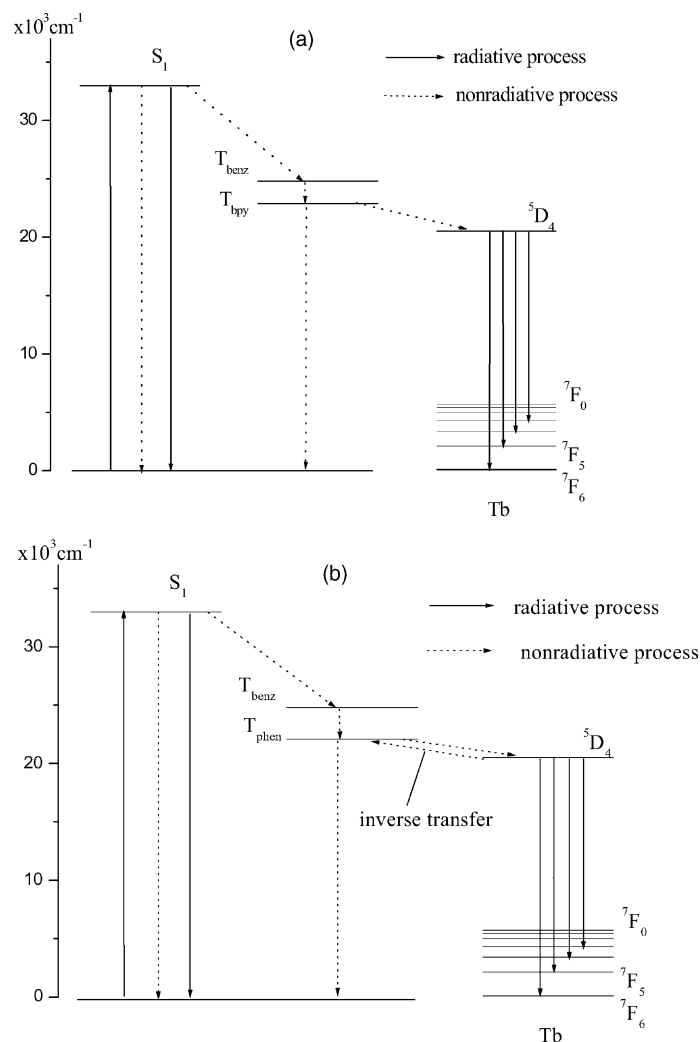 x10³cm⁻¹
(a)
radiative process
nonradiative process
S₁
30
T_benz
T_bpy
⁵D₄
20
10
⁷F₀
⁷F₅
0
⁷F₆
Tb
x10³cm⁻¹
(b)
S₁
radiative process
30
nonradiative process
T_benz
T_phen
⁵D₄
20
inverse transfer
10
⁷F₀
⁷F₅
0
⁷F₆
Tb